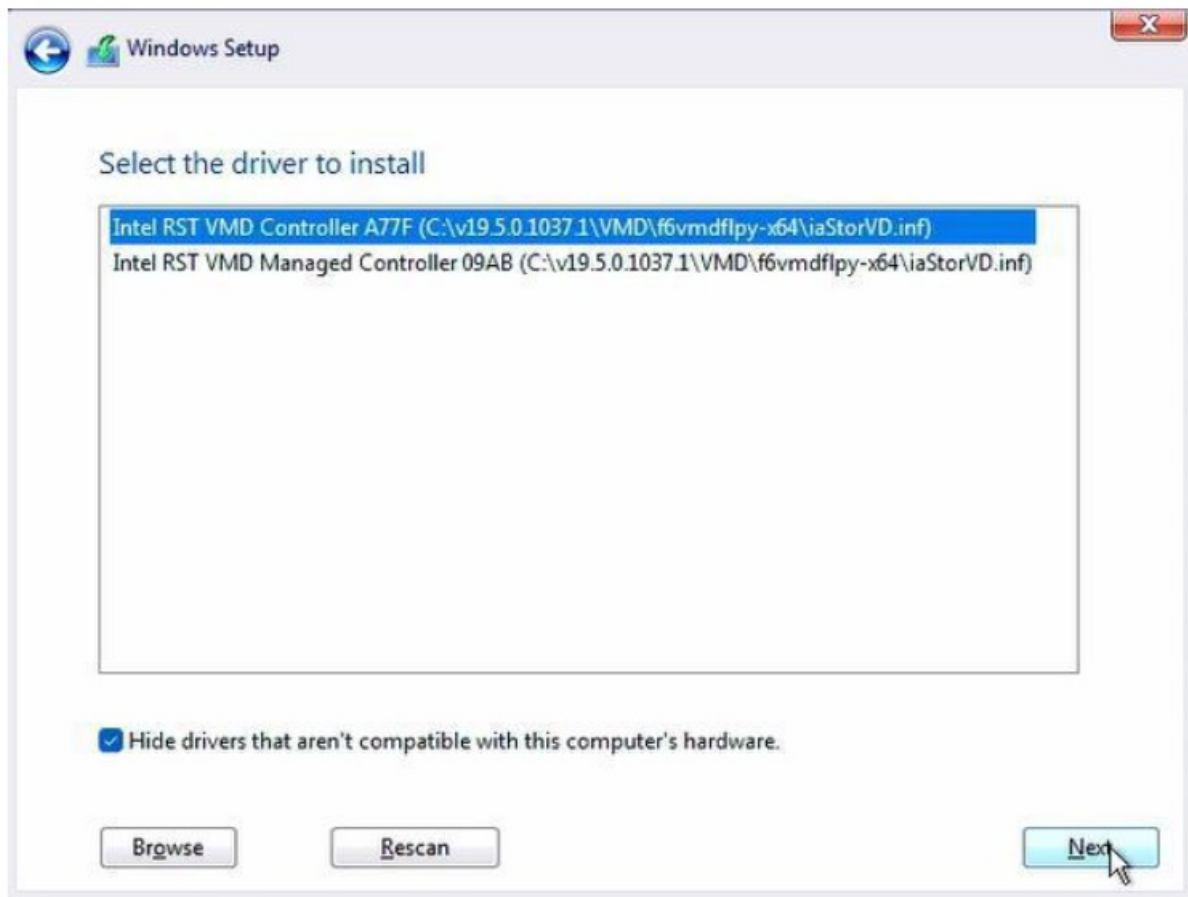 Windows Setup
Select the driver to install
Intel RST VMD Controller A77F (C:\v19.5.0.1037.1\VMD\f6vmdflpy-x64\iaStorVD.inf)
Intel RST VMD Managed Controller 09AB (C:\v19.5.0.1037.1\VMD\f6vmdflpy-x64\iaStorVD.inf)
Hide drivers that aren't compatible with this computer's hardware.
Browse
Rescan
Next